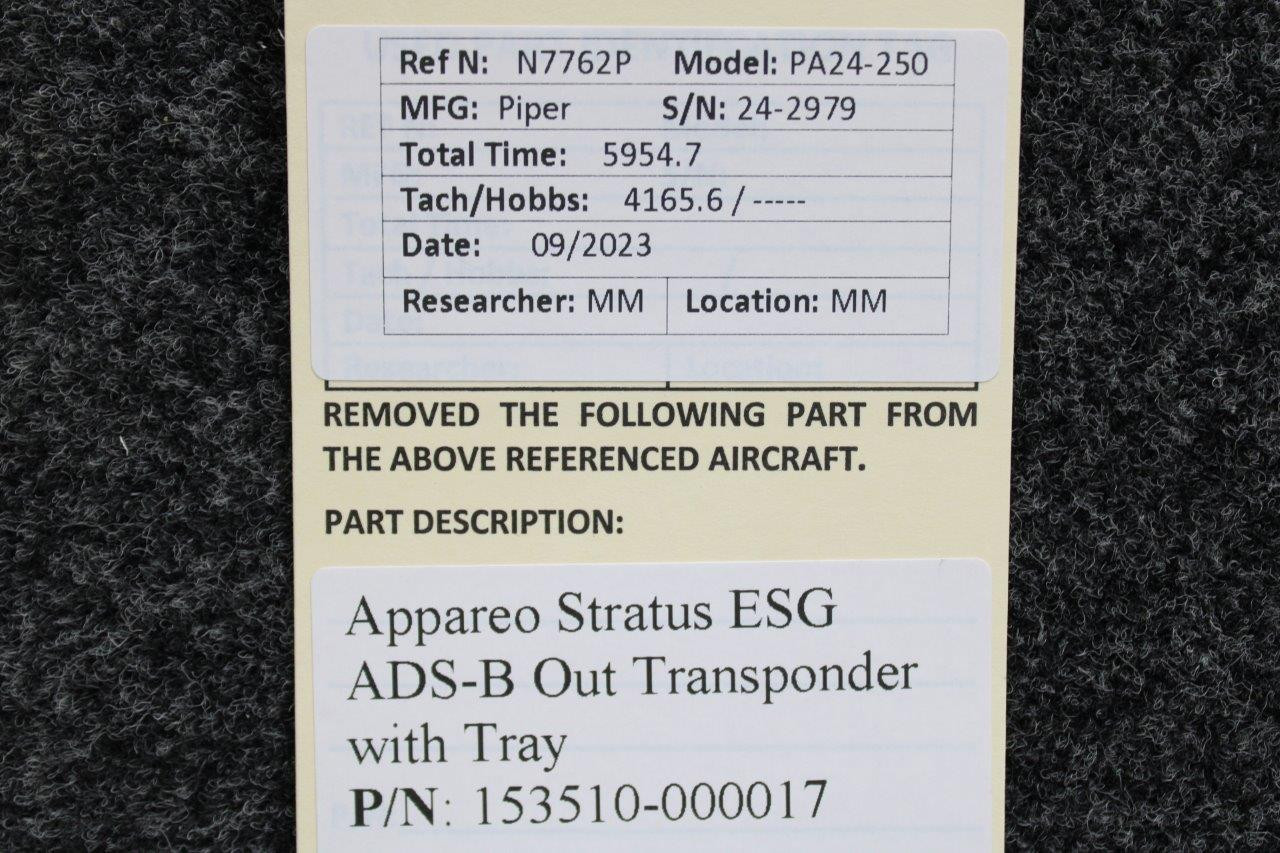 Ref N: N7762P Model: PA24-250
MFG: Piper S/N: 24-2979
Total Time: 5954.7
Tach/Hobbs: 4165.6 / -----
Date: 09/2023
Researcher: MM Location: MM
REMOVED THE FOLLOWING PART FROM
THE ABOVE REFERENCED AIRCRAFT.
PART DESCRIPTION:
Appareo Stratus ESG
ADS-B Out Transponder
with Tray
P/N: 153510-000017